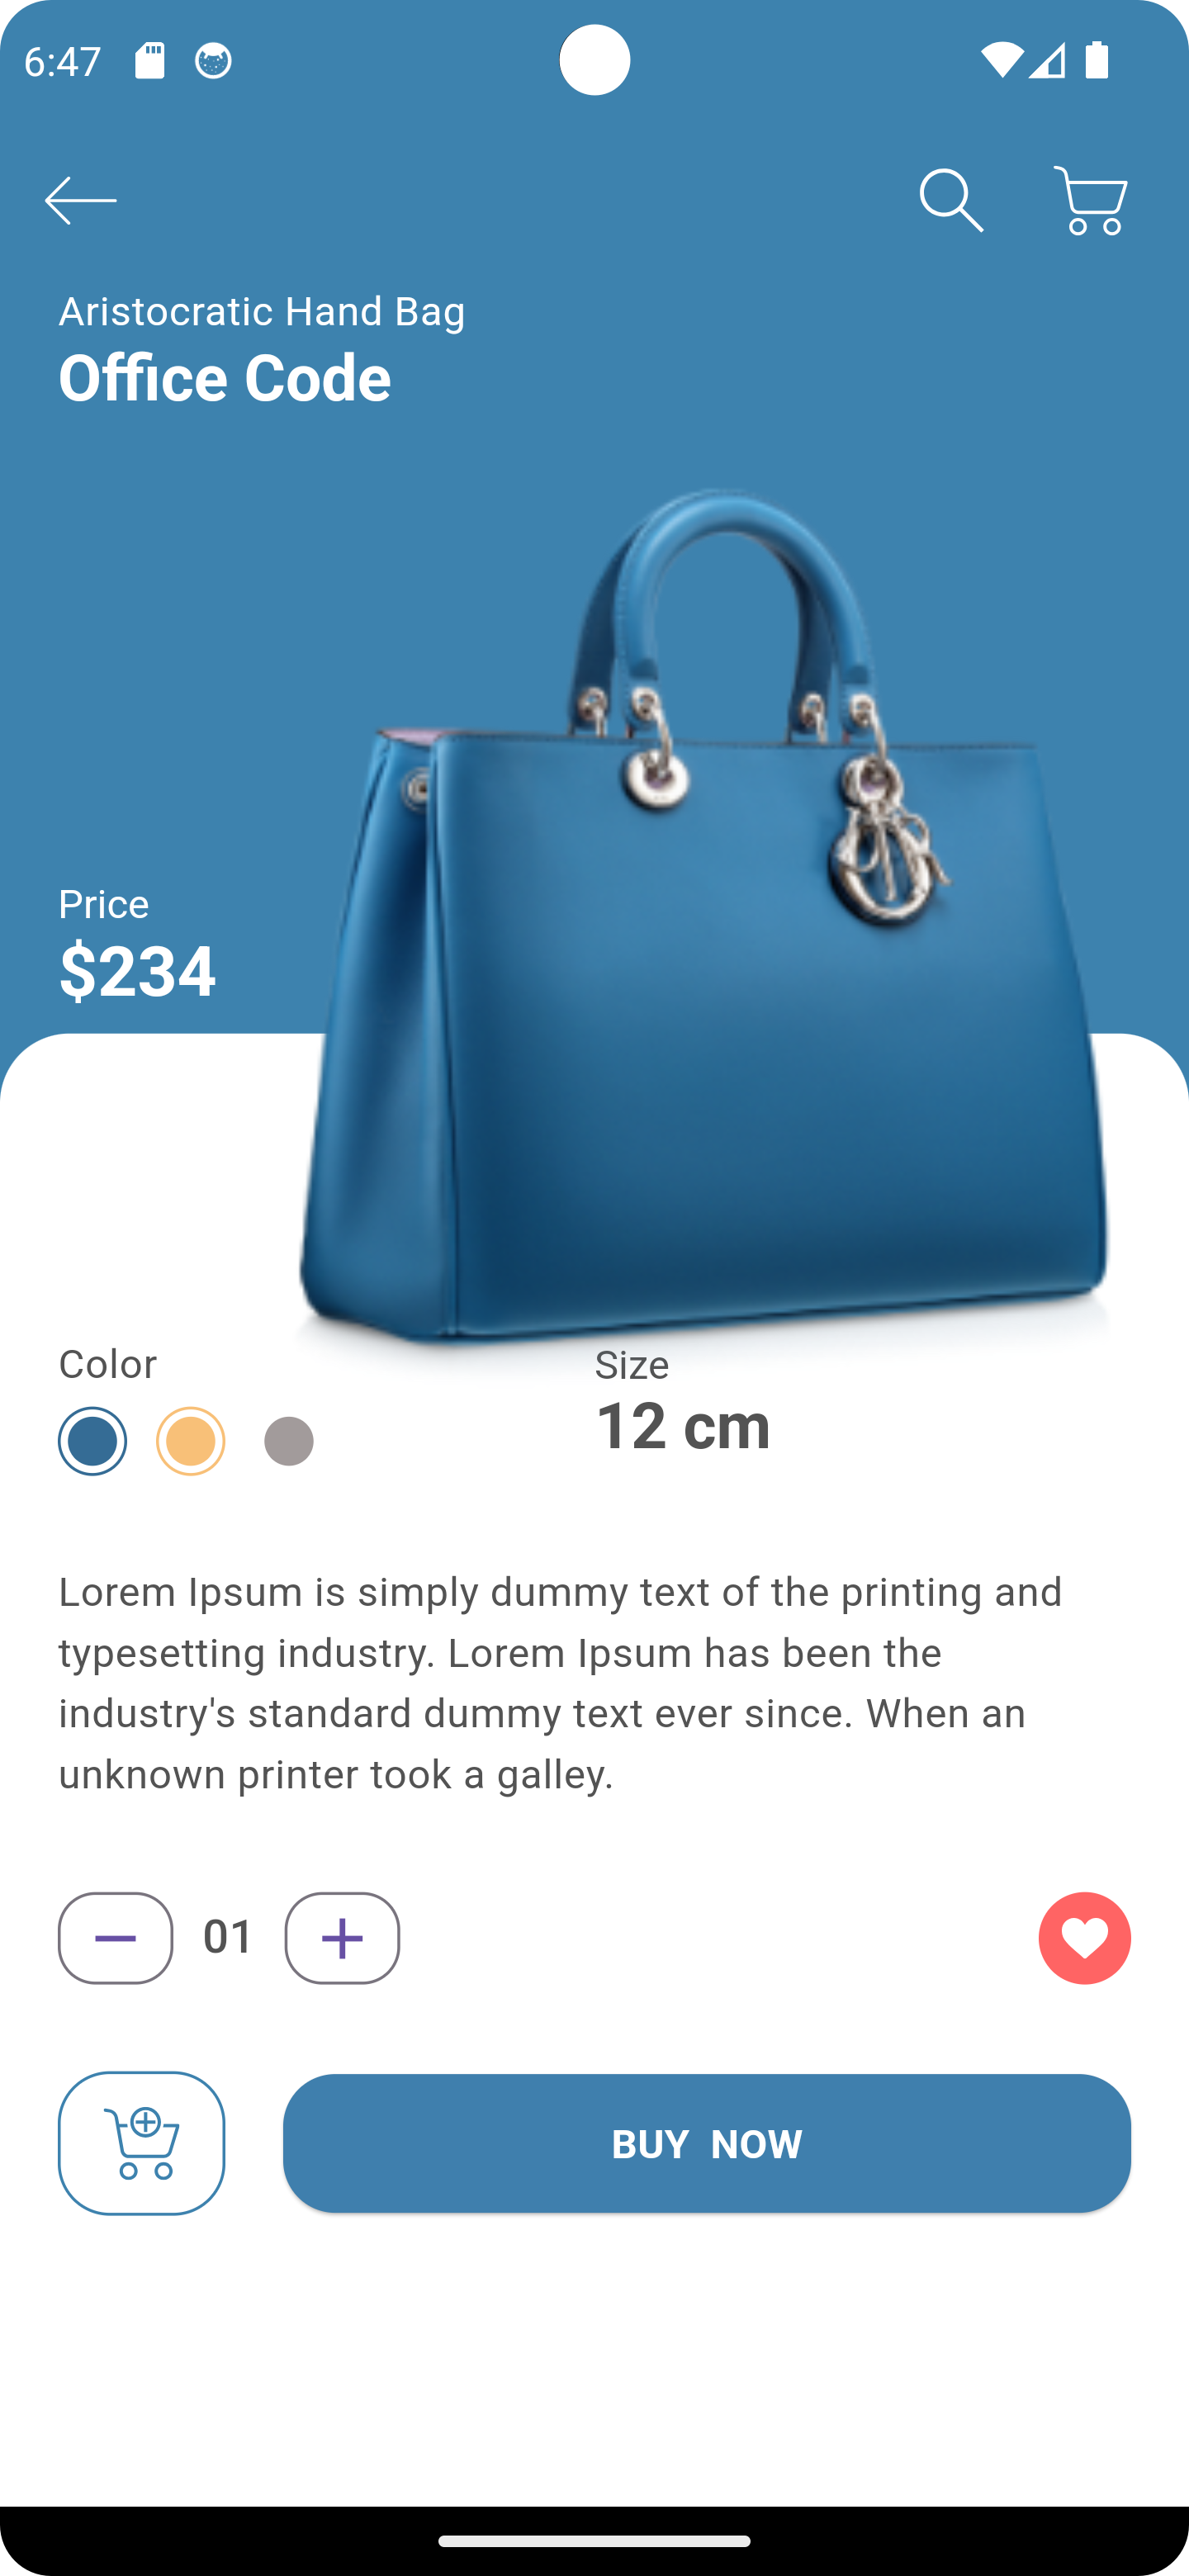 6:47
Aristocratic Hand Bag
Office Code
Price
$234
Color
Size
12 cm
Lorem Ipsum is simply dummy text of the printing and
typesetting industry. Lorem Ipsum has been the
industry's standard dummy text ever since. When an
unknown printer took a galley.
01
BUY NOW